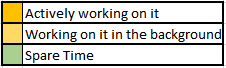 Actively working on it
Working on it in the background
Spare Time